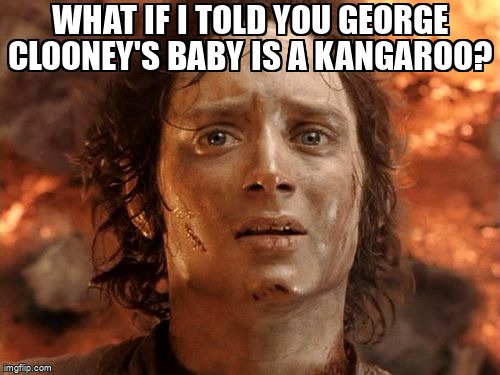 WHAT IF I TOLD YOU GEORGE
CLOONEY'S BABY IS A KANGAROO?
imgflip.com